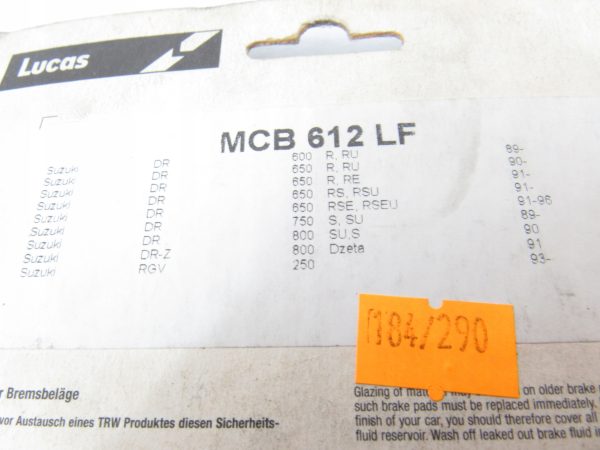 Lucas
MCB 612 LF
Suzuki DR 600 R, RU 89-
Suzuki DR 650 R, RU 90-
Suzuki DR 650 R, RE 91-
Suzuki DR 650 RS, RSU 91-
Suzuki DR 650 RSE, RSEU 91-96
Suzuki DR 750 S, SU 89-
Suzuki DR 800 SU,S 90
Suzuki DR-Z 800 Dzeta 91
Suzuki RGV 250 93-
184/290
Bremsbeläge
vor Austausch eines TRW Produktes diesen Sicherheits-
Glazing of may on older brake
such brake pads must be replaced immediately.
finish of your car, you should therefore cover all
fluid reservoir. Wash off leaked out brake fluid